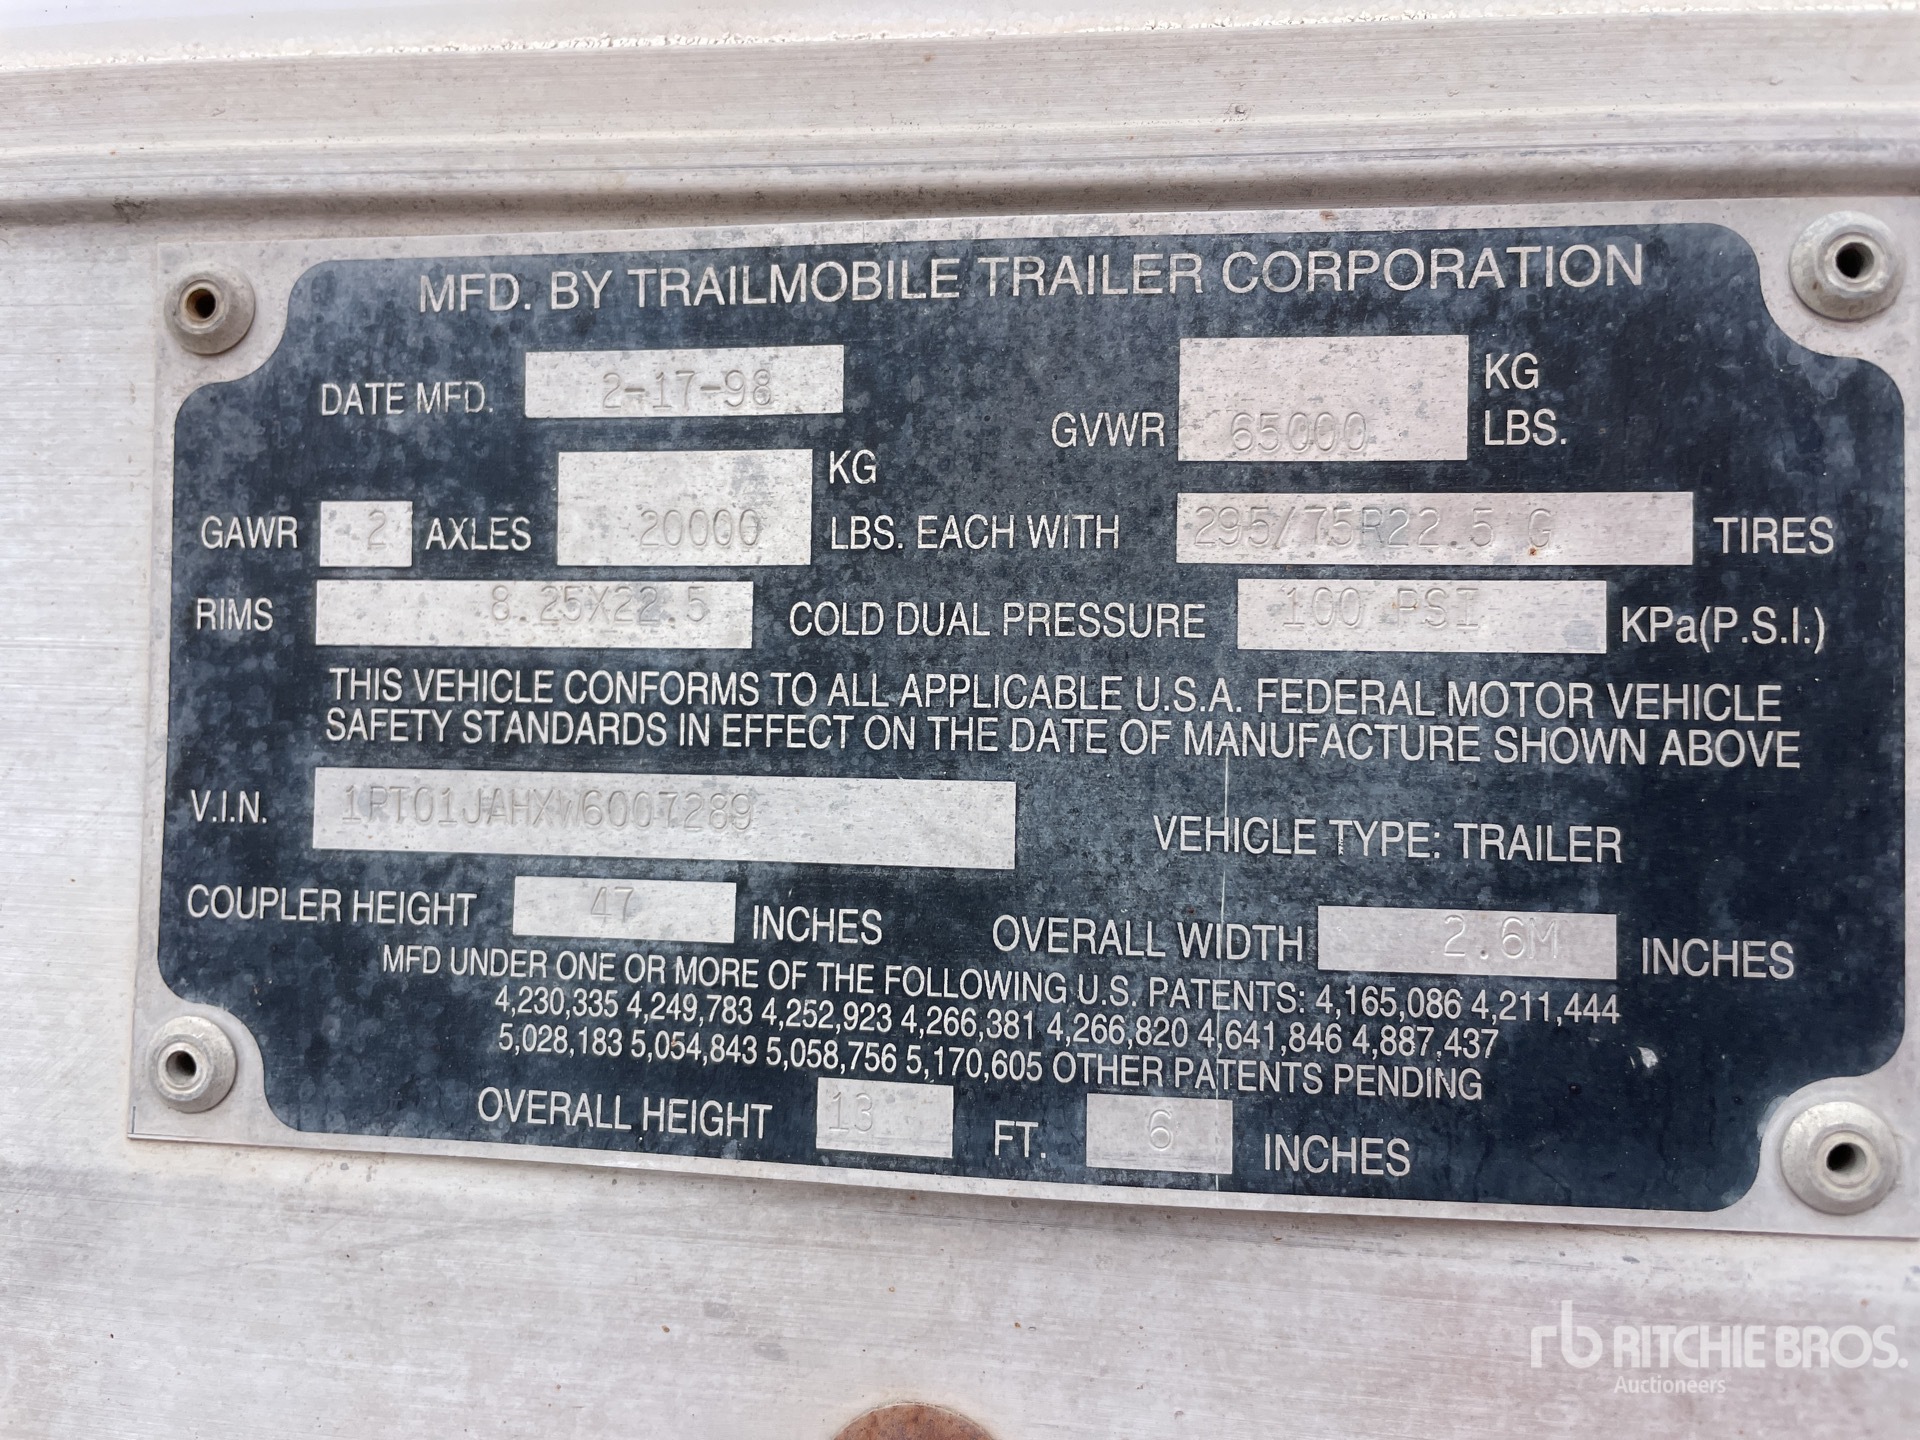 MFD. BY TRAILMOBILE TRAILER CORPORATION
DATE MFD. 2-17-98
GVWR 65000 KG LBS.
GAWR 2 AXLES 20000 KG LBS. EACH WITH 295/75R22.5 G TIRES
RIMS 8.25X22.5 COLD DUAL PRESSURE 100 PSI KPa(P.S.I.)
THIS VEHICLE CONFORMS TO ALL APPLICABLE U.S.A. FEDERAL MOTOR VEHICLE
SAFETY STANDARDS IN EFFECT ON THE DATE OF MANUFACTURE SHOWN ABOVE
V.I.N. 1PT01JAHXW6007289 VEHICLE TYPE: TRAILER
COUPLER HEIGHT 47 INCHES OVERALL WIDTH 2.6M INCHES
MFD UNDER ONE OR MORE OF THE FOLLOWING U.S. PATENTS: 4,165,086 4,211,444
4,230,335 4,249,783 4,252,923 4,266,381 4,266,820 4,641,846 4,887,437
5,028,183 5,054,843 5,058,756 5,170,605 OTHER PATENTS PENDING
OVERALL HEIGHT 13 FT. 6 INCHES
rb RITCHIE BROS.
Auctioneers